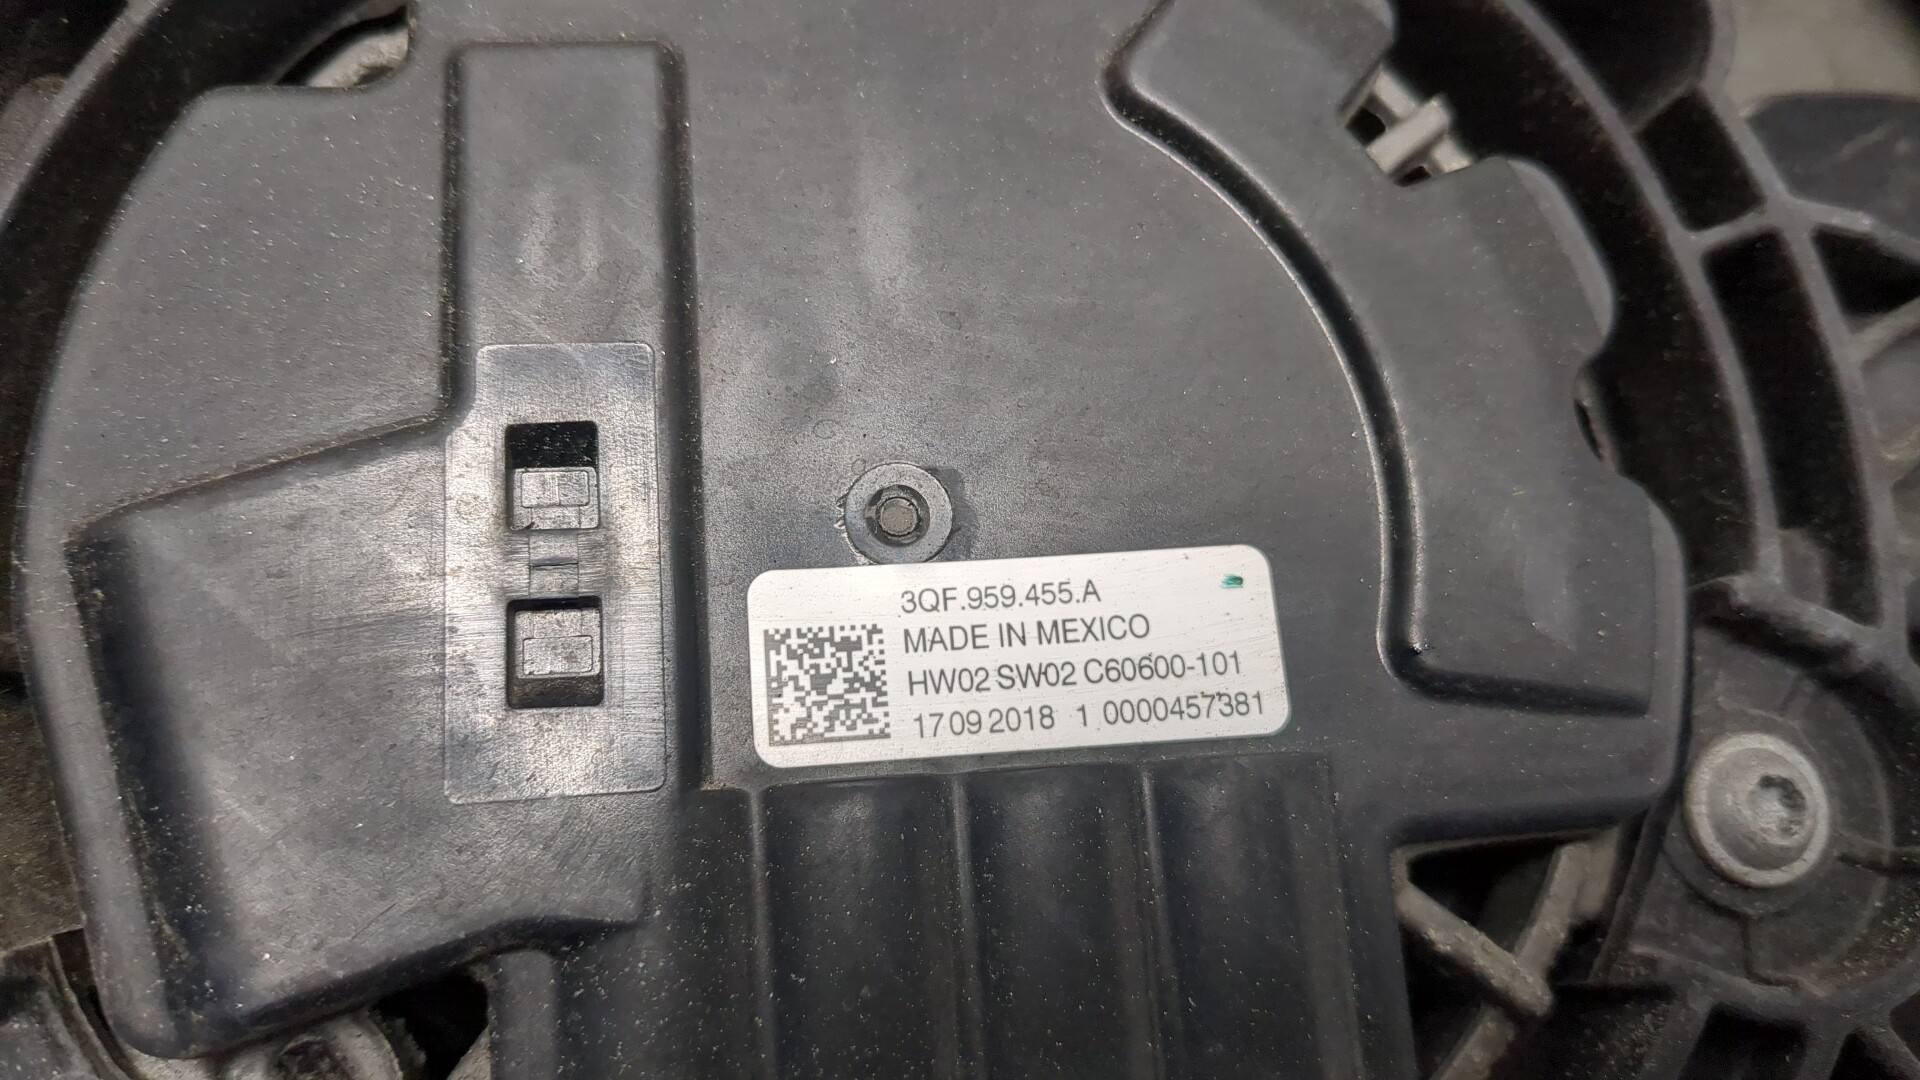 3QF.959.455.A
MADE IN MEXICO
HW02 SW02 C60600-101
17 09 2018 1 0000457381